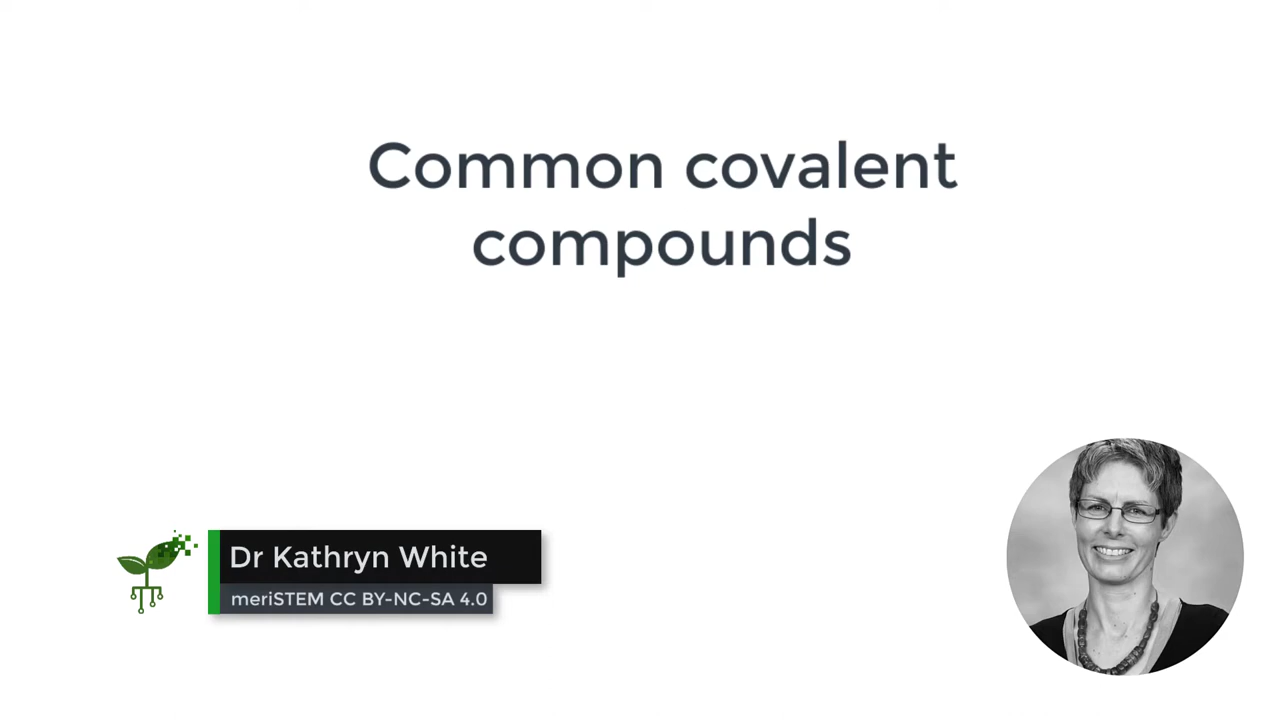 Common covalent
compounds
Dr Kathryn White
meriSTEM CC BY-NC-SA 4.0